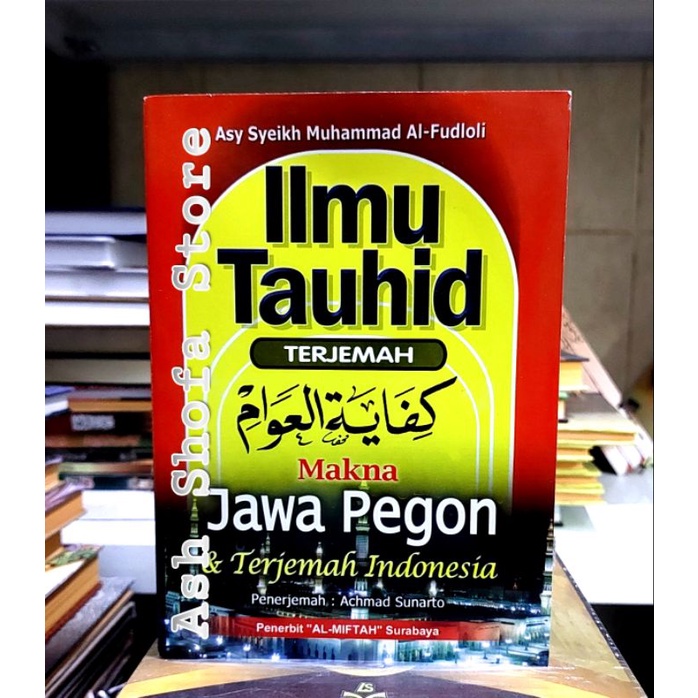 Asy Syeikh Muhammad Al-Fudloli
Ilmu
Tauhid
TERJEMAH
كفاية العوام
Makna
Jawa Pegon
& Terjemah Indonesia
Penerjemah : Achmad Sunarto
Penerbit "AL-MIFTAH" Surabaya
Ash Shofa Store